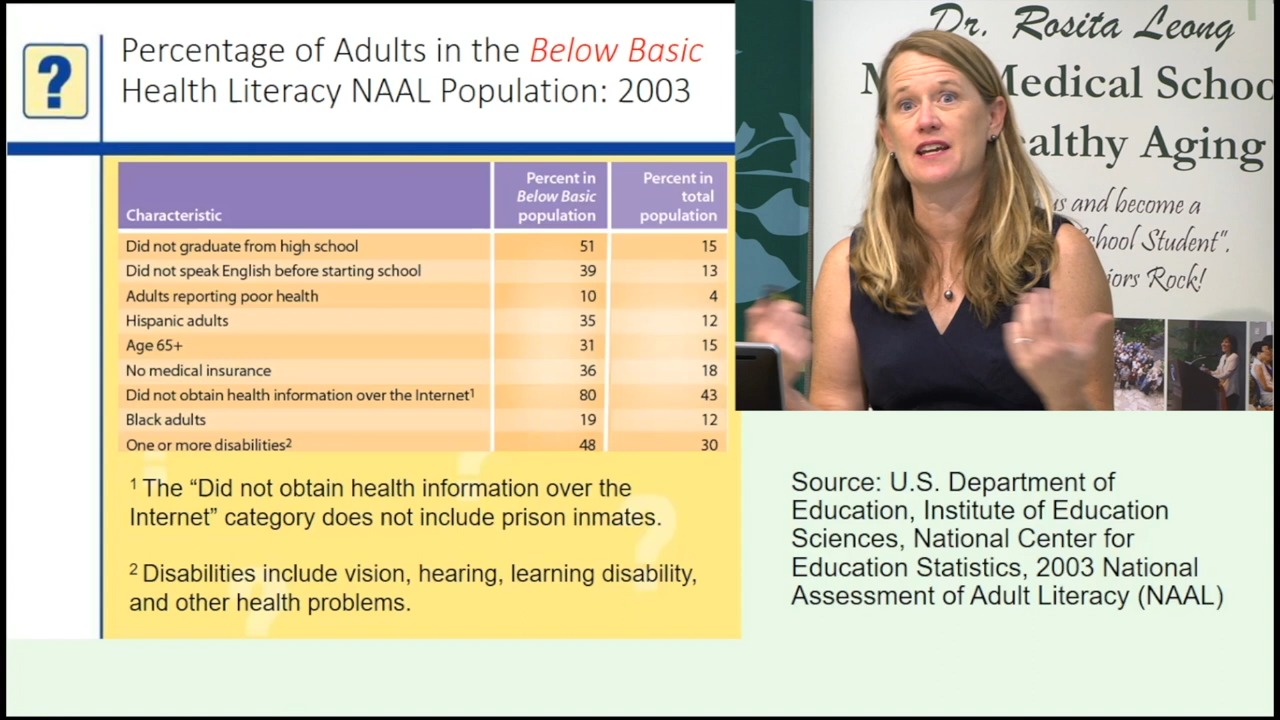 ?
Percentage of Adults in the Below Basic
Health Literacy NAAL Population: 2003
Characteristic
Percent in
Below Basic
population
Percent in
total
population
Did not graduate from high school 51 15
Did not speak English before starting school 39 13
Adults reporting poor health 10 4
Hispanic adults 35 12
Age 65+ 31 15
No medical insurance 36 18
Did not obtain health information over the Internet¹ 80 43
Black adults 19 12
One or more disabilities² 48 30
¹ The “Did not obtain health information over the
Internet” category does not include prison inmates.
² Disabilities include vision, hearing, learning disability,
and other health problems.
Dr. Rosita Leong
Medical
Aging
and become a
Student”.
Rock!
Source: U.S. Department of
Education, Institute of Education
Sciences, National Center for
Education Statistics, 2003 National
Assessment of Adult Literacy (NAAL)